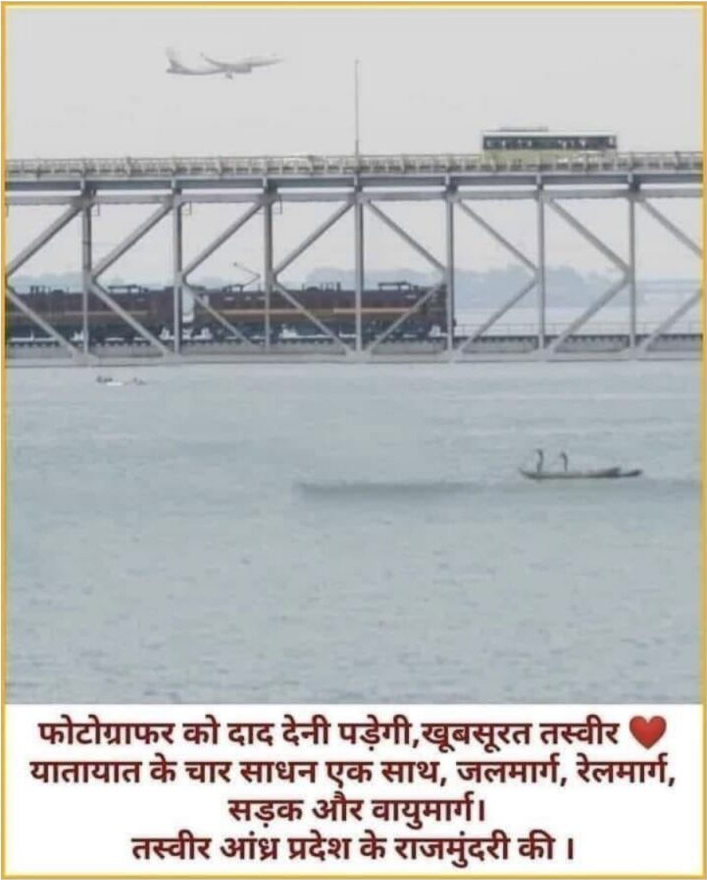 फोटोग्राफर को दाद देनी पड़ेगी,खूबसूरत तस्वीर ❤️
यातायात के चार साधन एक साथ, जलमार्ग, रेलमार्ग,
सड़क और वायुमार्ग।
तस्वीर आंध्र प्रदेश के राजमुंदरी की ।